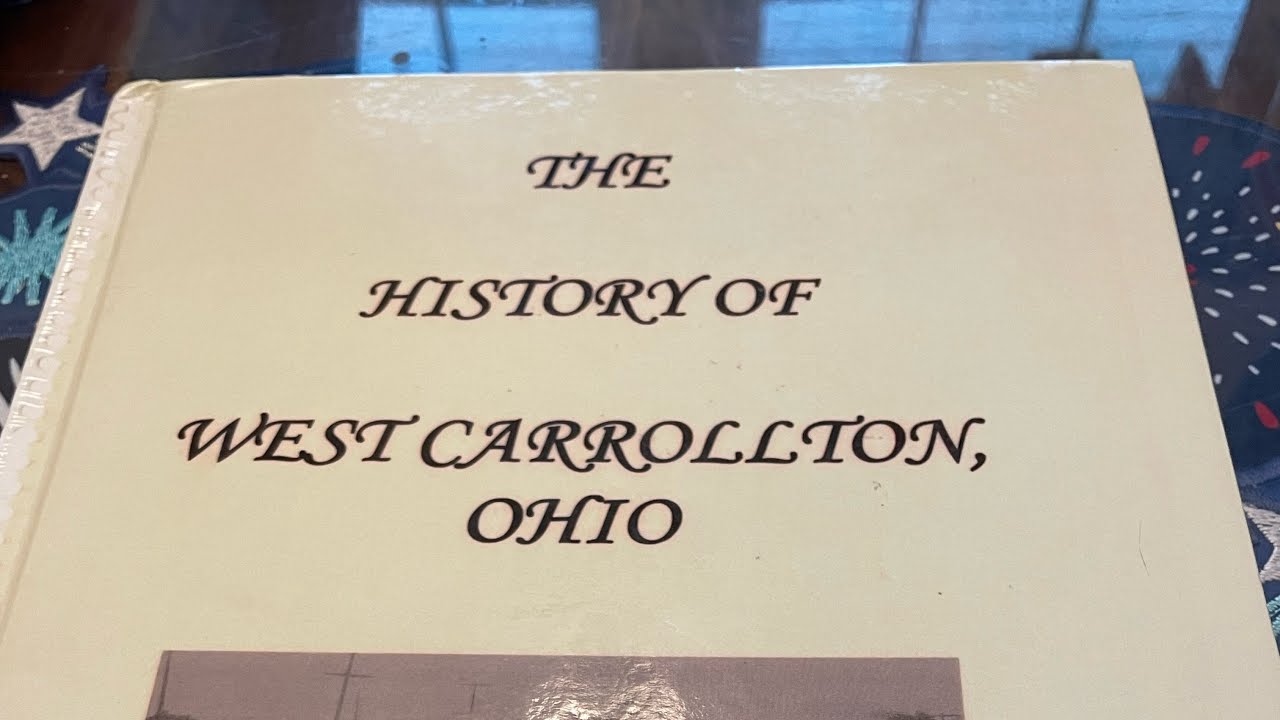 THE
HISTORY OF
WEST CARROLLTON,
OHIO